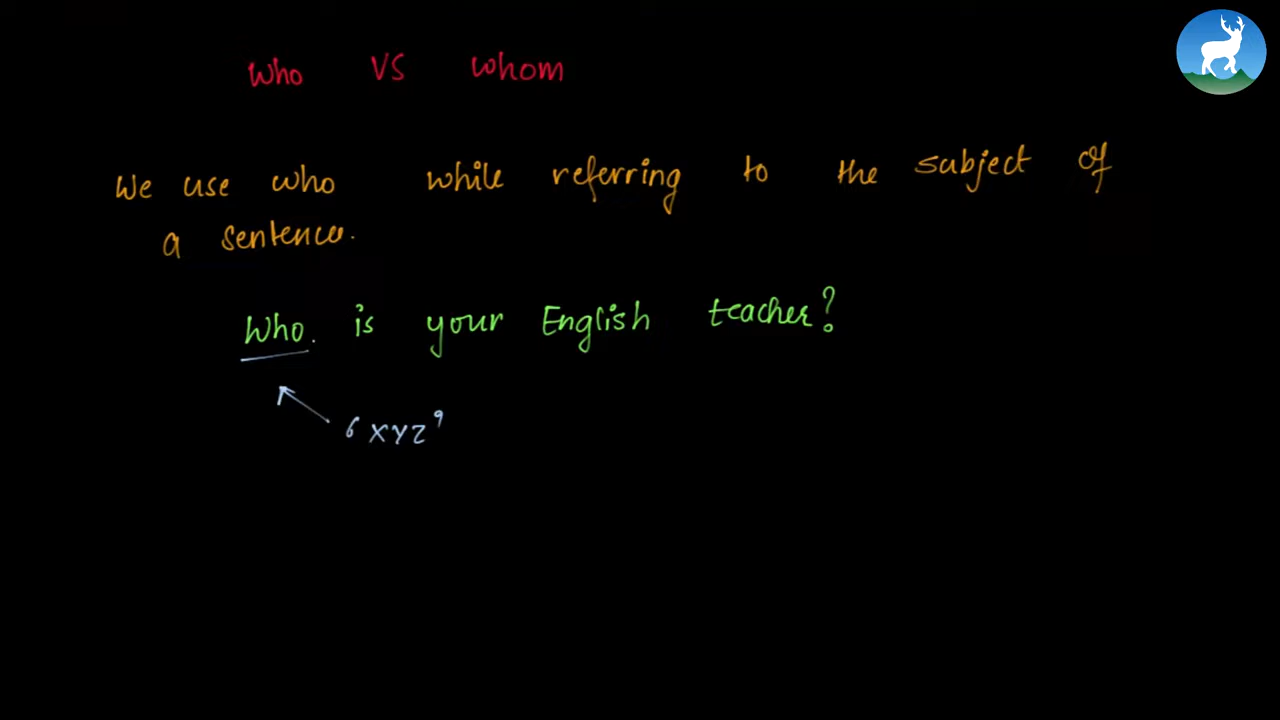 Who VS whom
We use who while referring to the subject of
a sentence.
Who. is your English teacher?
‘XYZ’